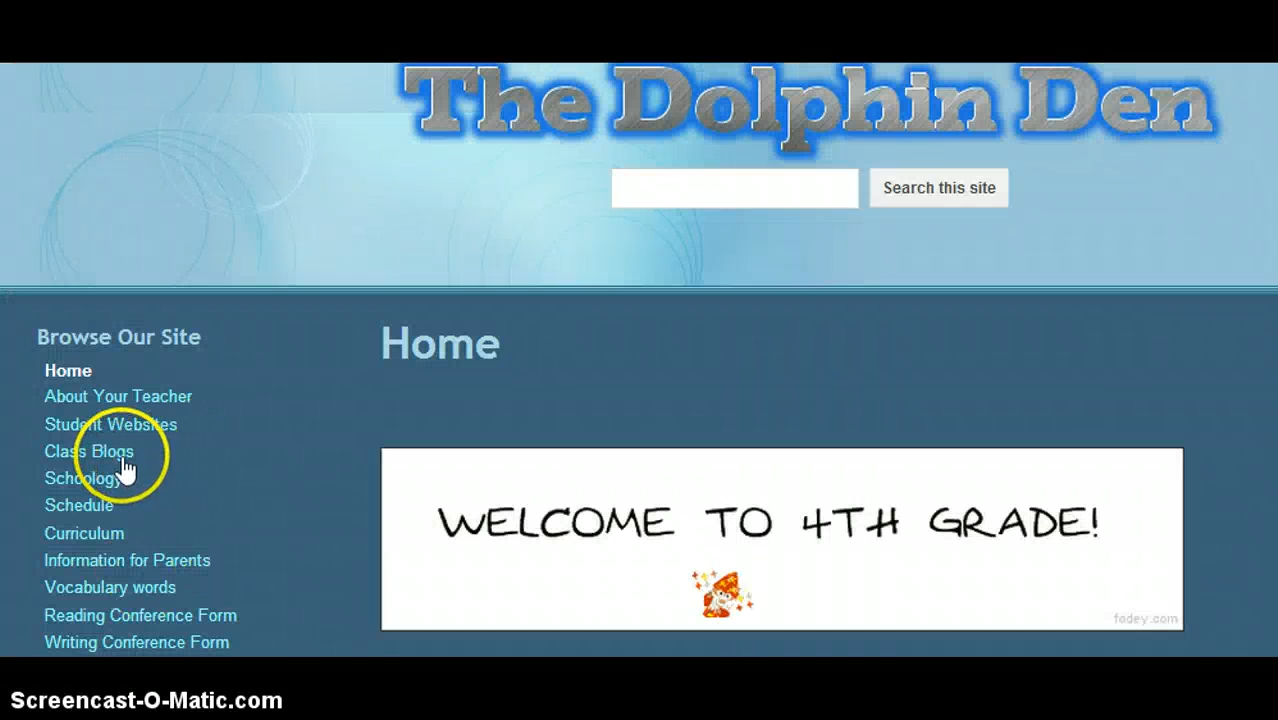 The Dolphin Den
Search this site
Browse Our Site
Home
About Your Teacher
Student Websites
Class Blogs
Schoology
Schedule
Curriculum
Information for Parents
Vocabulary words
Reading Conference Form
Writing Conference Form
Home
WELCOME TO 4TH GRADE!
fodey.com
Screencast-O-Matic.com